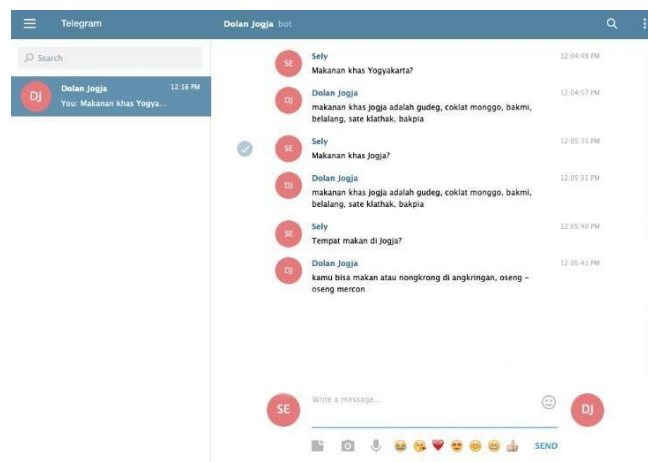 Telegram
Dolan Jogja bot
Search
DJ
Dolan Jogja 12:16 PM
You: Makanan khas Yogya...
SE
Sely 12:04:49 PM
Makanan khas Yogyakarta?
DJ
Dolan Jogja 12:04:57 PM
makanan khas jogja adalah gudeg, coklat monggo, bakmi,
belalang, sate klathak, bakpia
SE
Sely 12:05:31 PM
Makanan khas Jogja?
DJ
Dolan Jogja 12:05:31 PM
makanan khas jogja adalah gudeg, coklat monggo, bakmi,
belalang, sate klathak, bakpia
SE
Sely 12:05:40 PM
Tempat makan di Jogja?
DJ
Dolan Jogja 12:05:41 PM
kamu bisa makan atau nongkrong di angkringan, oseng -
oseng mercon
SE
Write a message...
DJ
SEND